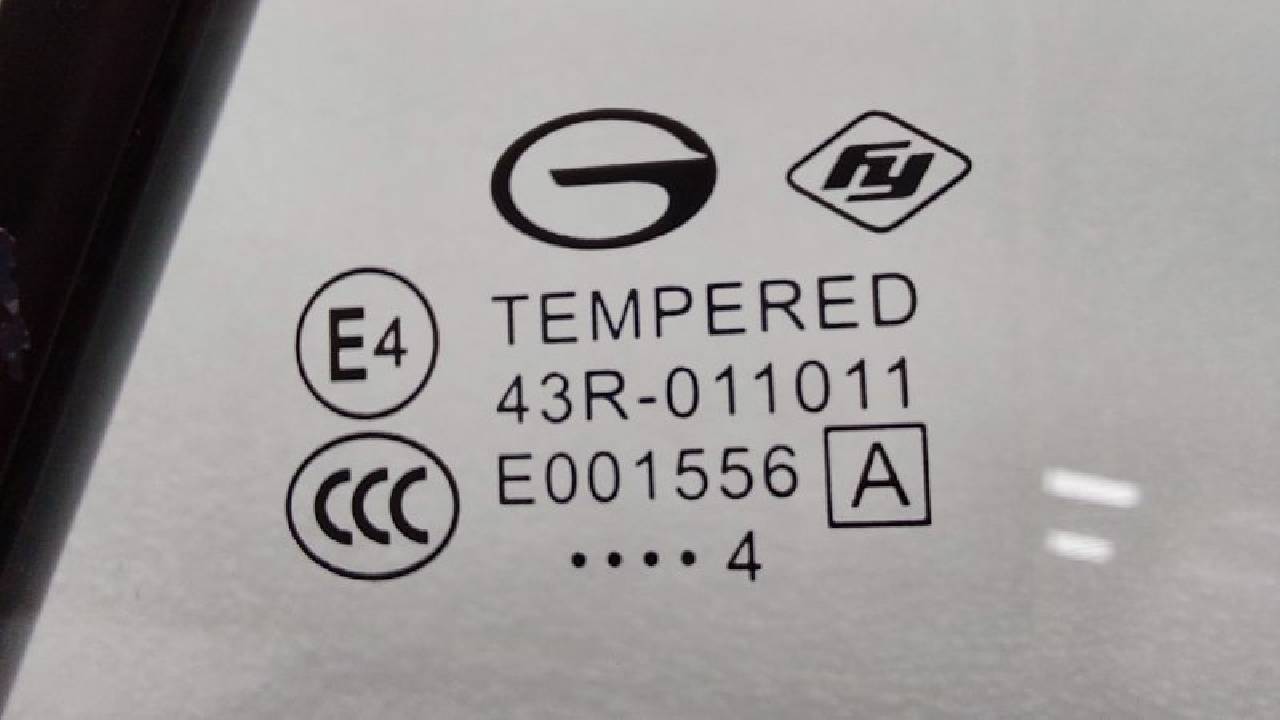 fy
E4
TEMPERED
43R-011011
CCC
E001556 A
••••4